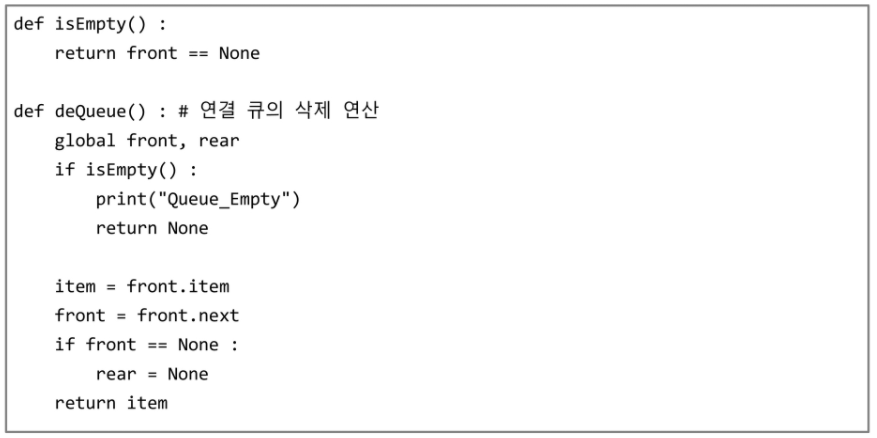 def isEmpty() :
    return front == None

def deQueue() : # 연결 큐의 삭제 연산
    global front, rear
    if isEmpty() :
        print("Queue_Empty")
        return None

    item = front.item
    front = front.next
    if front == None :
        rear = None
    return item